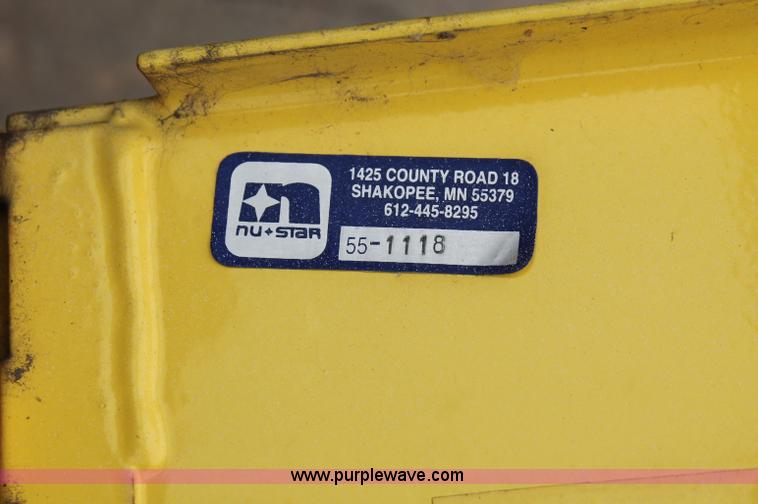 1425 COUNTY ROAD 18
SHAKOPEE, MN 55379
612-445-8295
nu+star
55-1118
www.purplewave.com